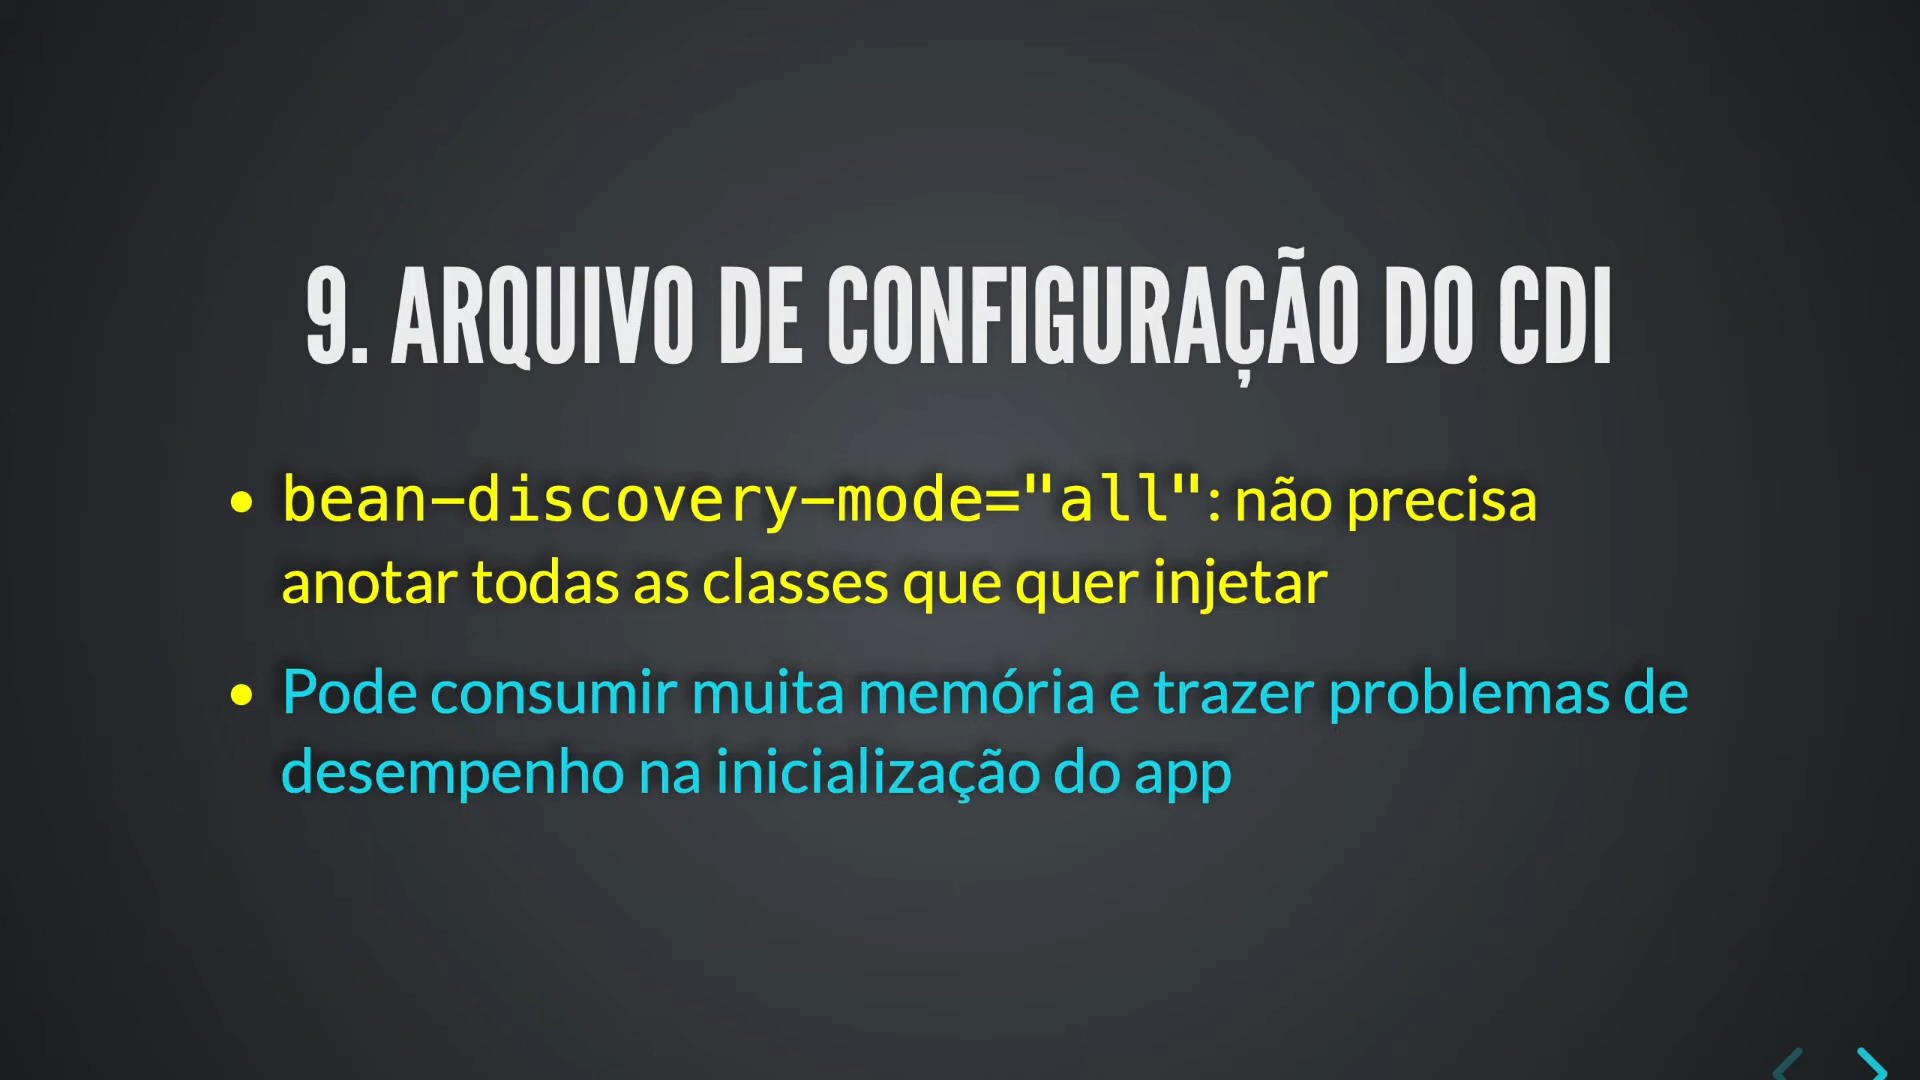 9. ARQUIVO DE CONFIGURAÇÃO DO CDI
• bean-discovery-mode="all": não precisa
anotar todas as classes que quer injetar
• Pode consumir muita memória e trazer problemas de
desempenho na inicialização do app